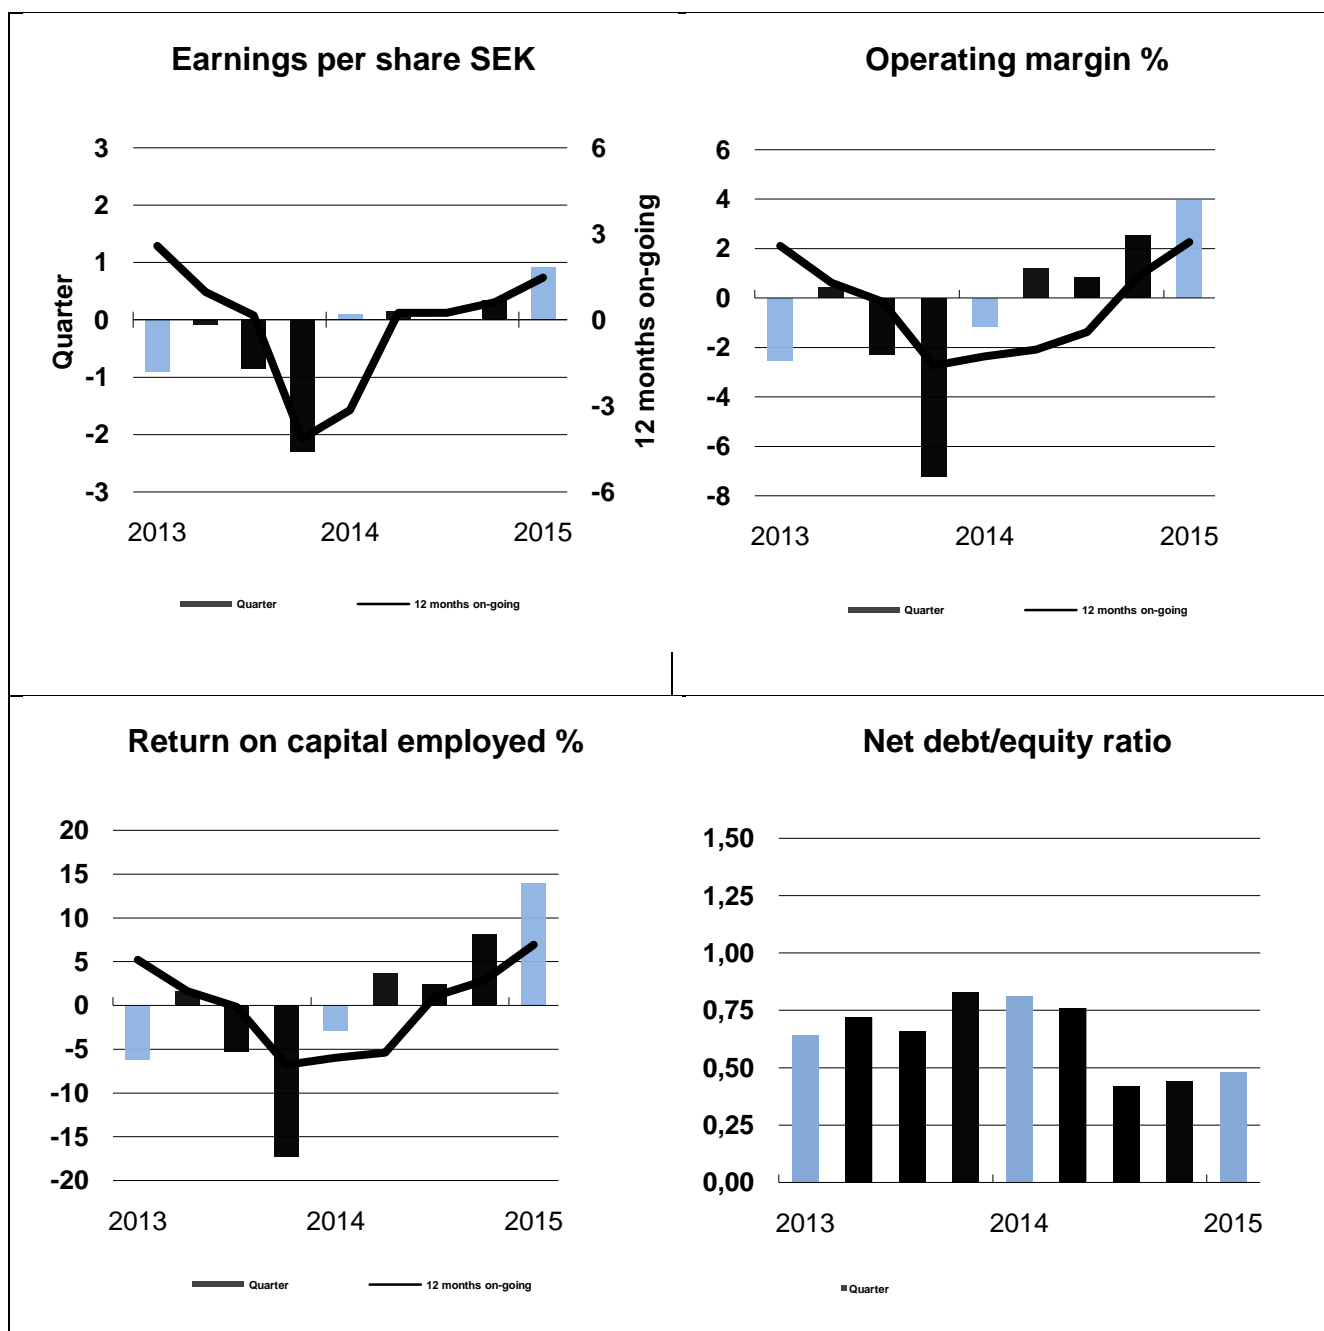 Earnings per share SEK
3
2
1
0
-1
-2
-3
Quarter
6
3
0
-3
-6
12 months on-going
2013 2014 2015
Quarter 12 months on-going
Operating margin %
6
4
2
0
-2
-4
-6
-8
2013 2014 2015
Quarter 12 months on-going
Return on capital employed %
20
15
10
5
0
-5
-10
-15
-20
2013 2014 2015
Quarter 12 months on-going
Net debt/equity ratio
1,50
1,25
1,00
0,75
0,50
0,25
0,00
2013 2014 2015
Quarter